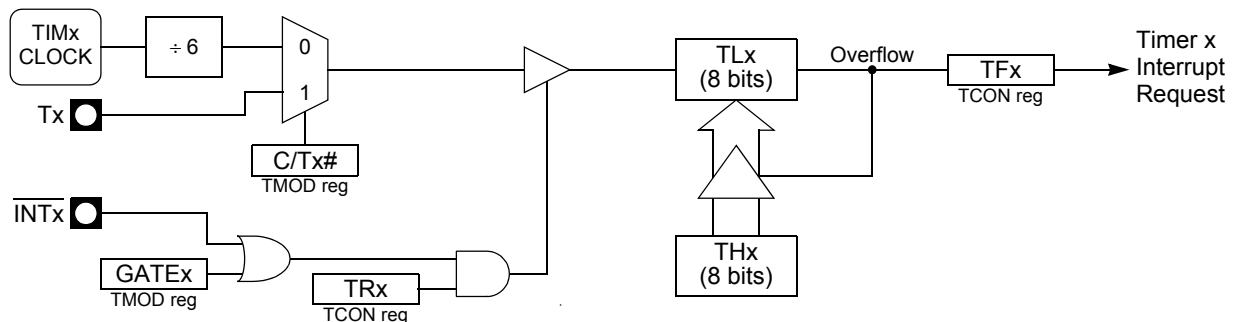 TIMx
CLOCK
÷ 6
0
1
Tx
C/Tx#
TMOD reg
INTx
GATEx
TMOD reg
TRx
TCON reg
TLx
(8 bits)
Overflow
TFx
TCON reg
Timer x
Interrupt
Request
THx
(8 bits)